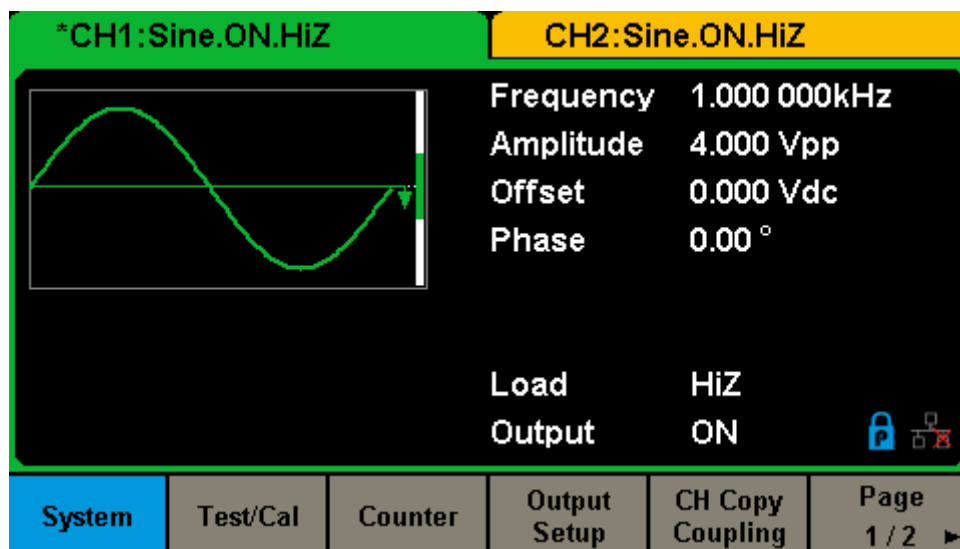 *CH1:Sine.ON.HiZ
CH2:Sine.ON.HiZ
Frequency 1.000 000kHz
Amplitude 4.000 Vpp
Offset 0.000 Vdc
Phase 0.00 °
Load HiZ
Output ON
P
System
Test/Cal
Counter
Output
Setup
CH Copy
Coupling
Page
1 / 2 ►